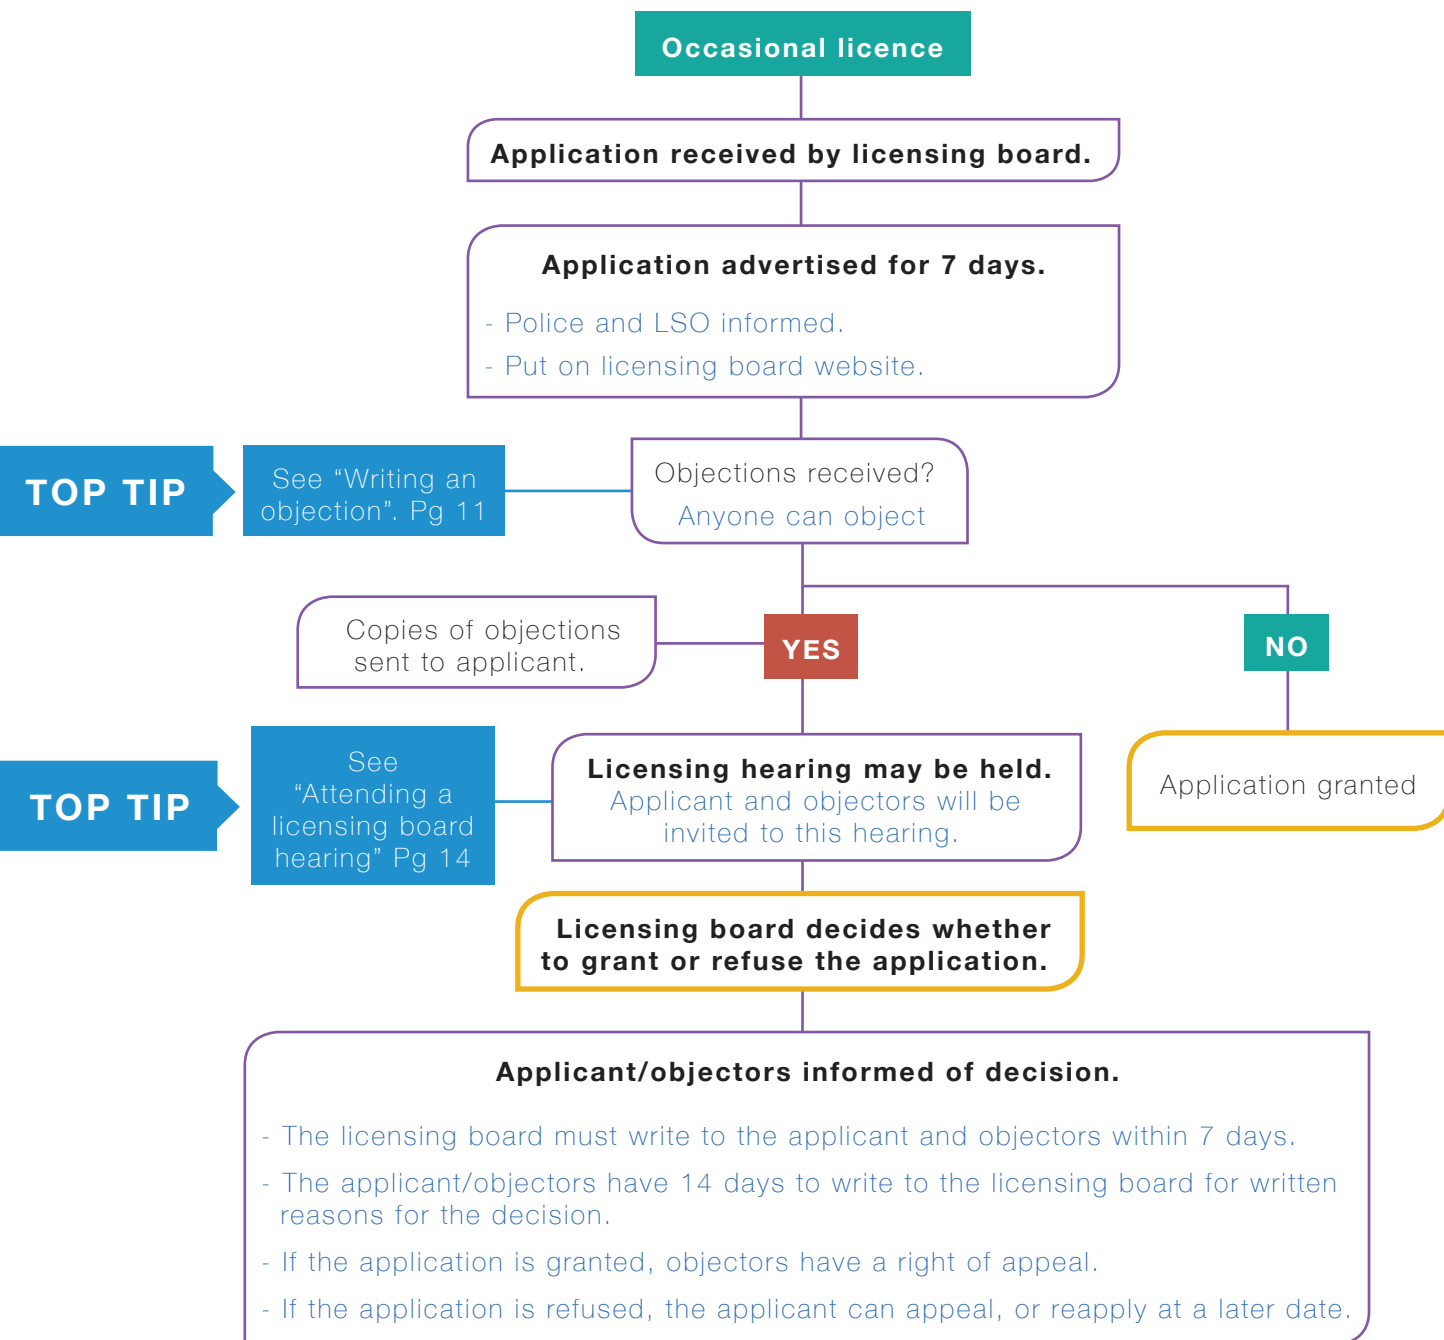 Occasional licence
Application received by licensing board.
Application advertised for 7 days.
- Police and LSO informed.
- Put on licensing board website.
TOP TIP
See “Writing an
objection”. Pg 11
Objections received?
Anyone can object
Copies of objections
sent to applicant.
YES
NO
TOP TIP
See
“Attending a
licensing board
hearing” Pg 14
Licensing hearing may be held.
Applicant and objectors will be
invited to this hearing.
Application granted
Licensing board decides whether
to grant or refuse the application.
Applicant/objectors informed of decision.
- The licensing board must write to the applicant and objectors within 7 days.
- The applicant/objectors have 14 days to write to the licensing board for written
reasons for the decision.
- If the application is granted, objectors have a right of appeal.
- If the application is refused, the applicant can appeal, or reapply at a later date.